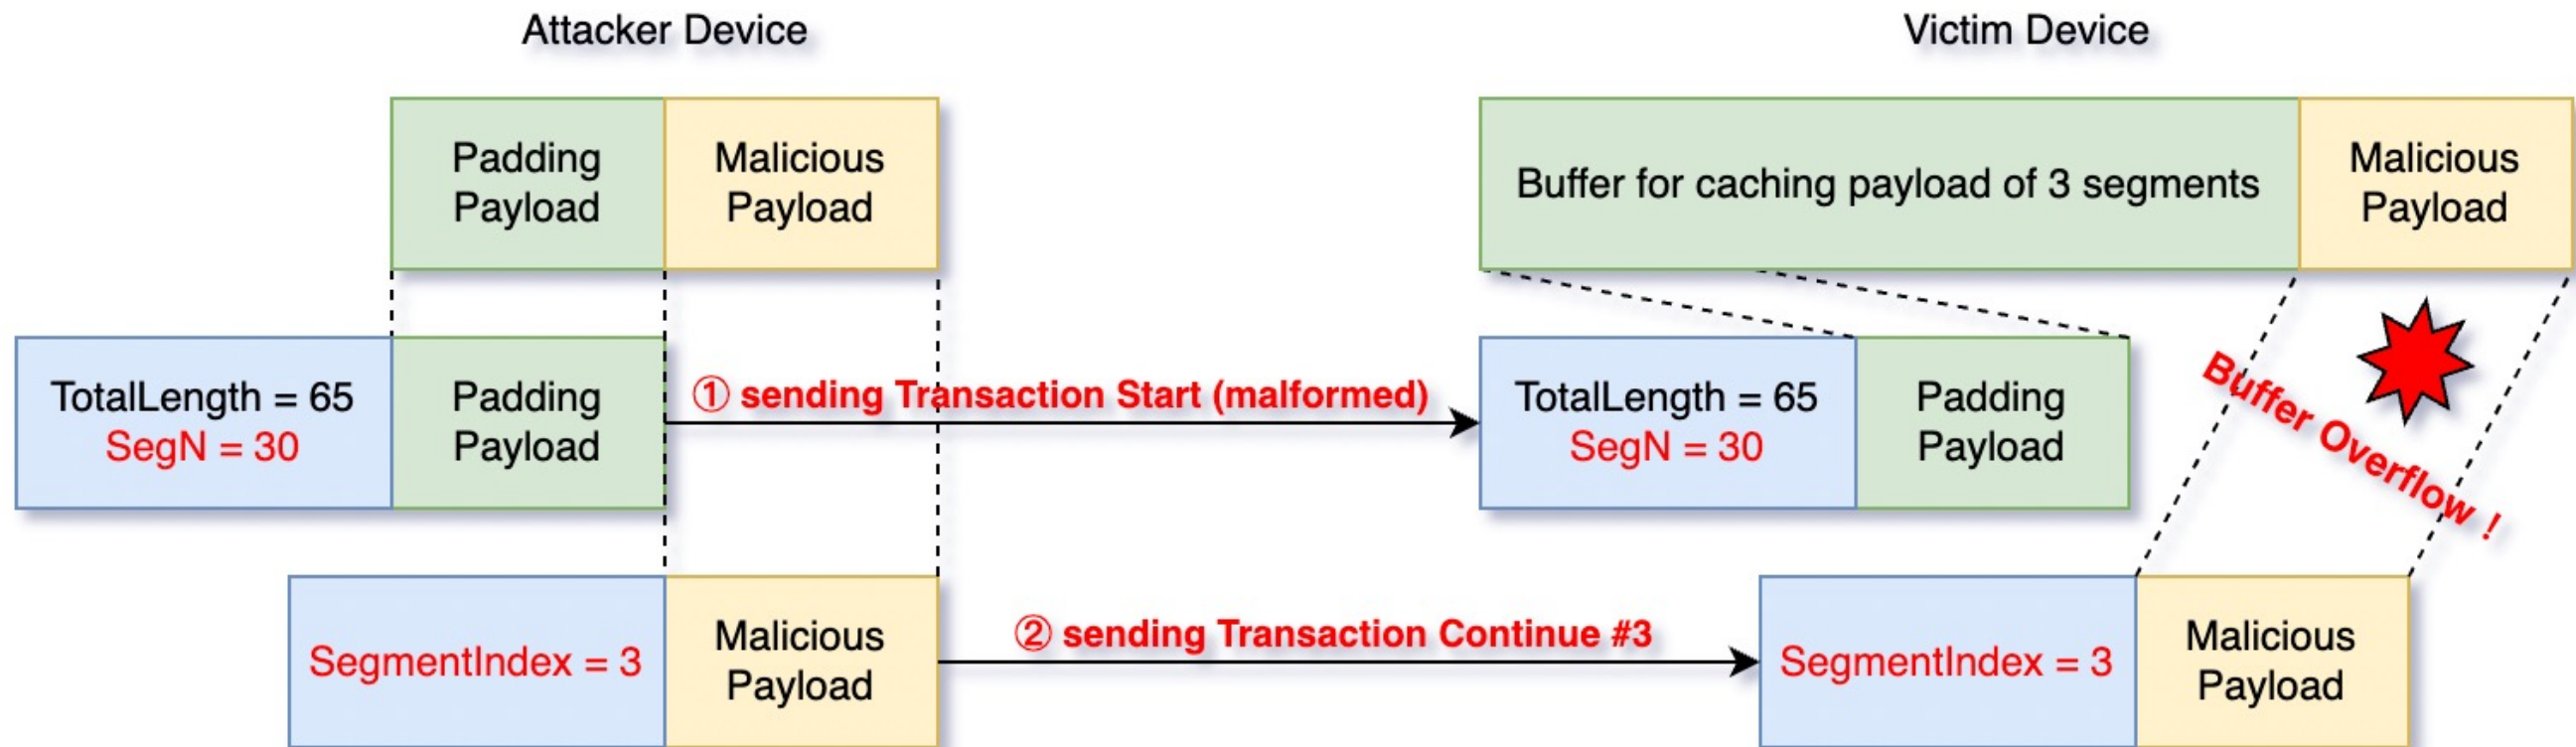 Attacker Device
Victim Device
Padding
Payload
Malicious
Payload
Buffer for caching payload of 3 segments
Malicious
Payload
TotalLength = 65
SegN = 30
Padding
Payload
① sending Transaction Start (malformed)
TotalLength = 65
SegN = 30
Padding
Payload
Buffer Overflow !
SegmentIndex = 3
Malicious
Payload
② sending Transaction Continue #3
SegmentIndex = 3
Malicious
Payload